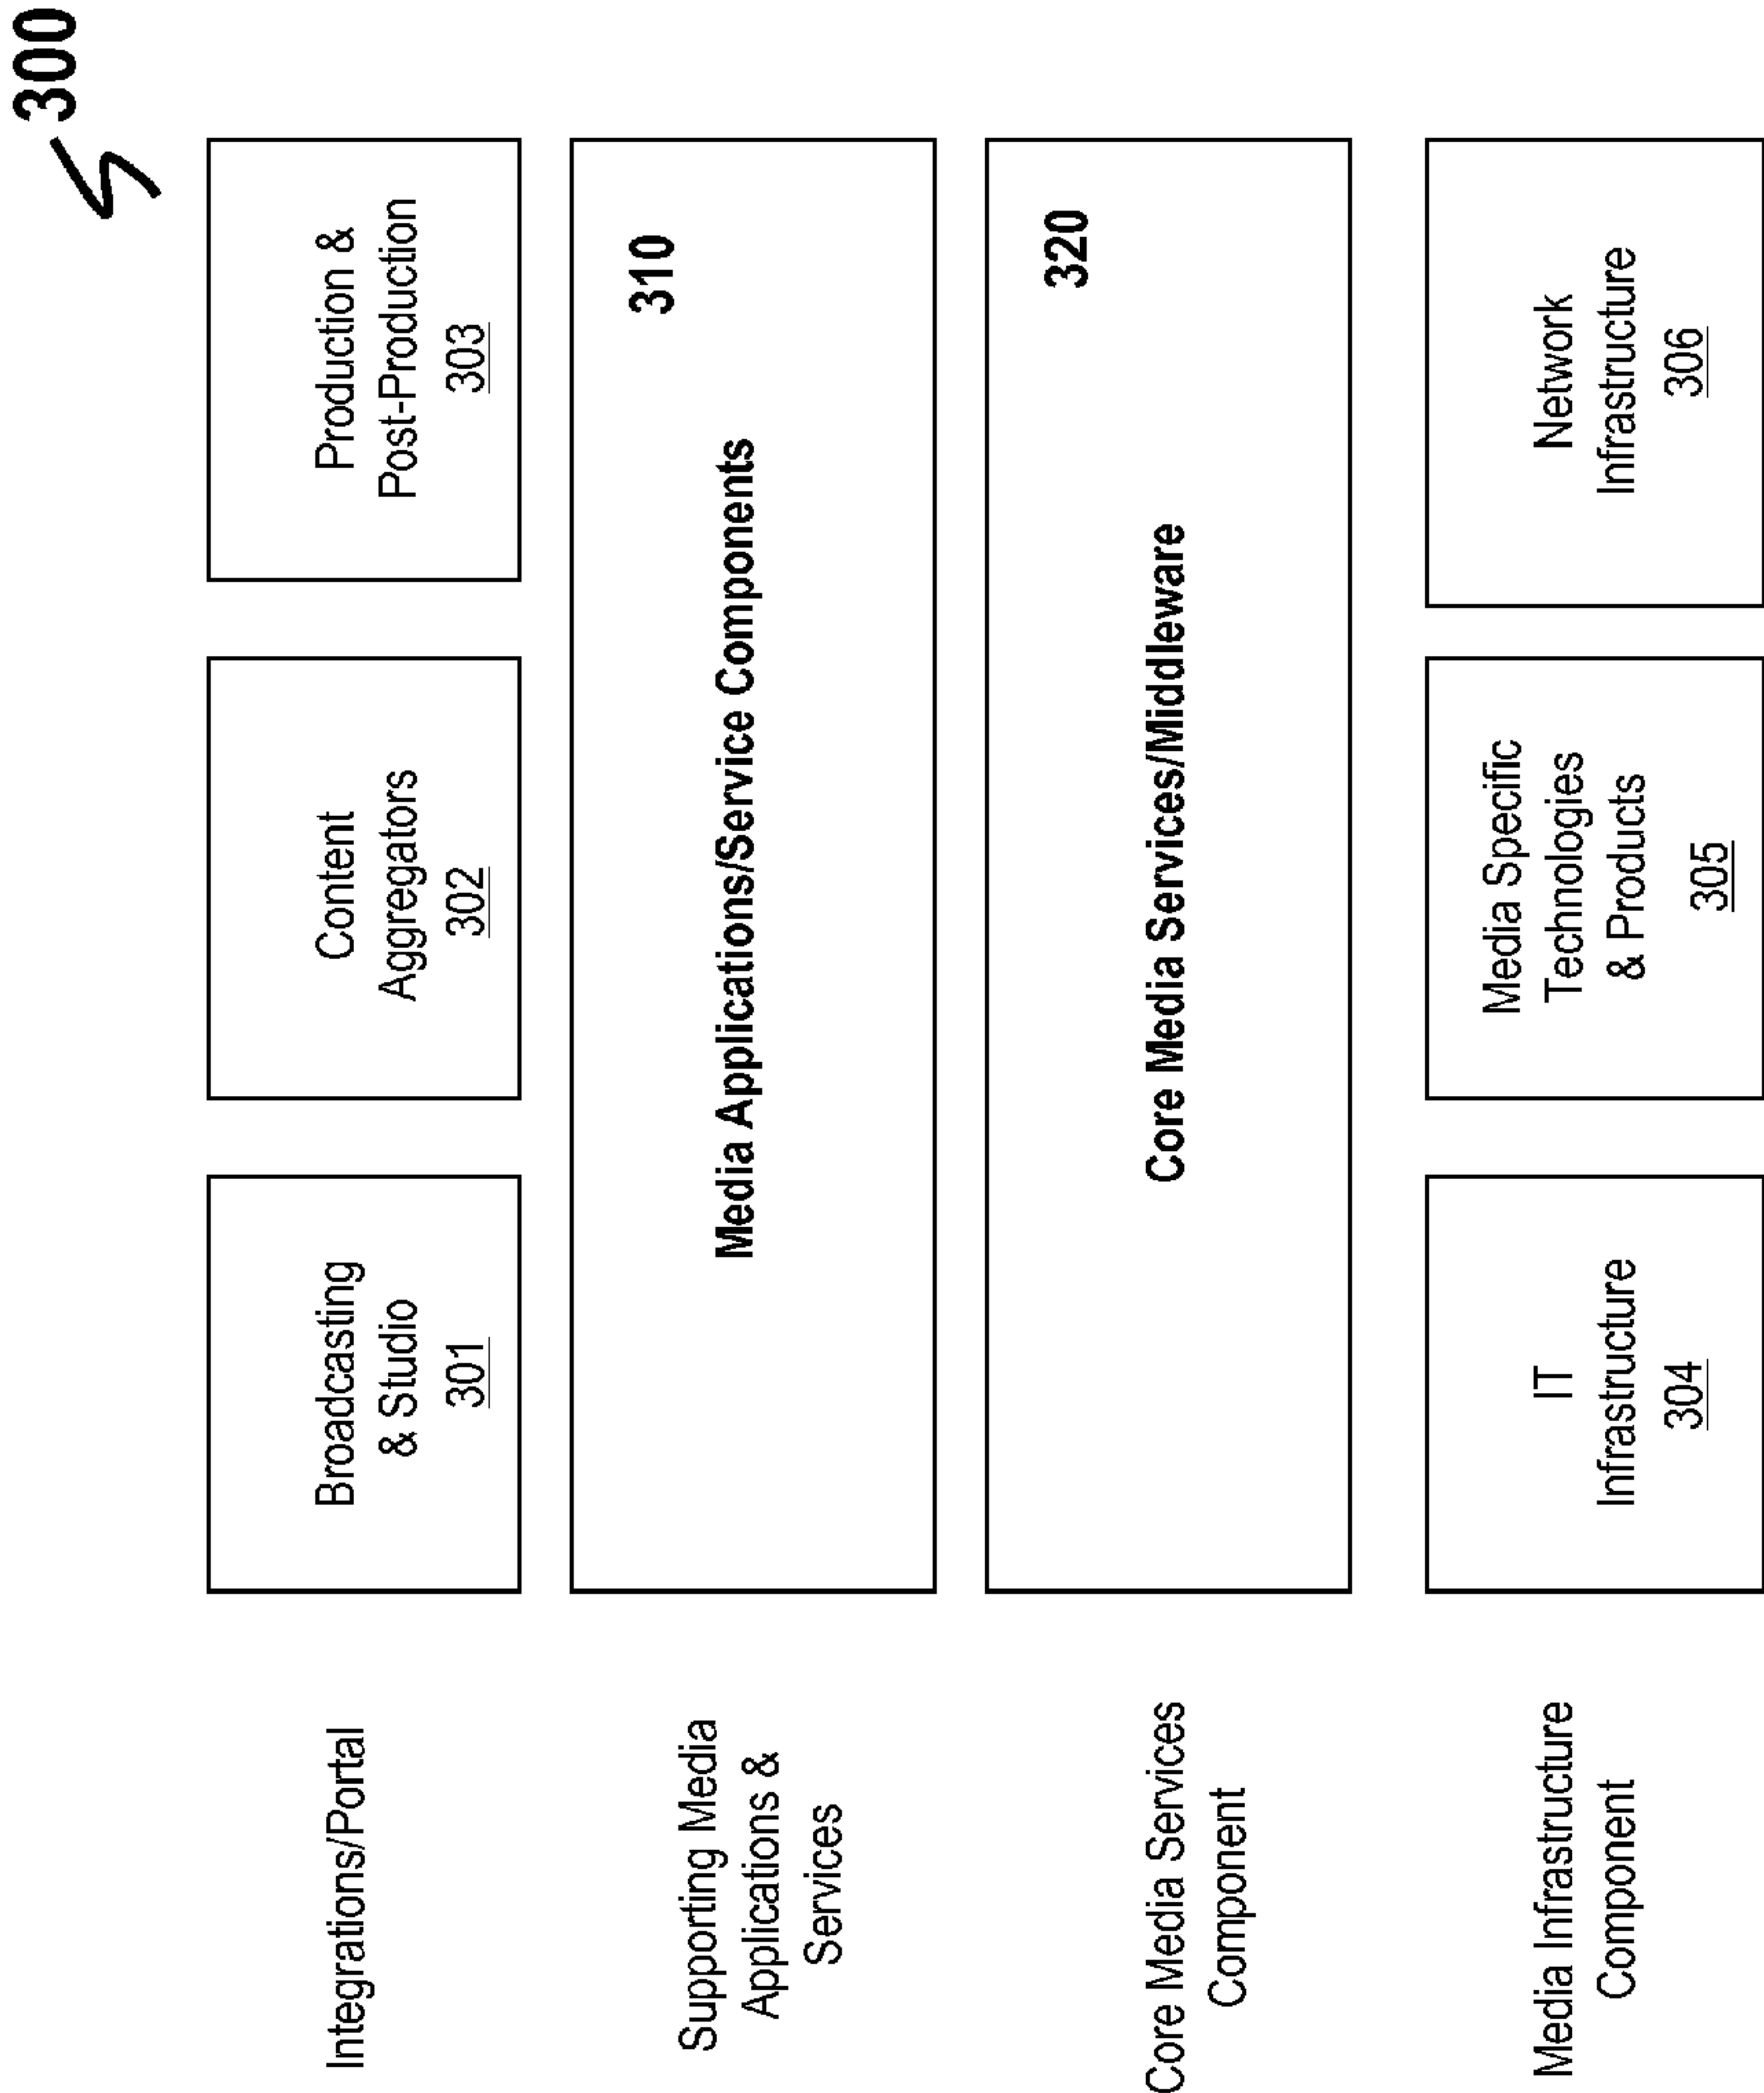 300
Integrations/Portal
Broadcasting
& Studio
301
Content
Aggregators
302
Production &
Post-Production
303
Supporting Media
Applications &
Services
310
Media Applications/Service Components
Core Media Services
Component
320
Core Media Services/Middleware
Media Infrastructure
Component
IT
Infrastructure
304
Media Specific
Technologies
& Products
305
Network
Infrastructure
306